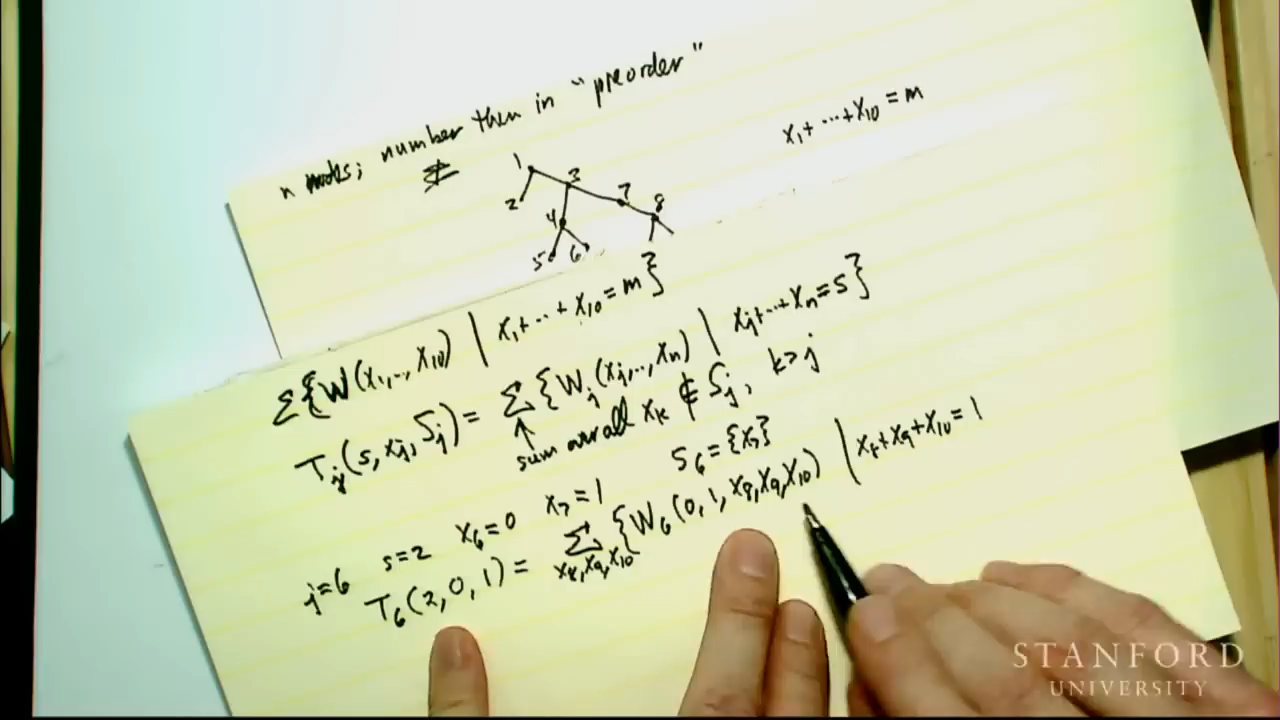 n nodes; number them in "preorder"
x₁ + ⋯ + x₁₀ = m
1
2
3
4
5
6
7
8
Σ{W(x₁,..,x₁₀) | x₁ + ⋯ + x₁₀ = m}
Tⱼ(s, xⱼ, Sⱼ) = Σ{Wⱼ(xⱼ,..,xₙ) | xⱼ + ⋯ + xₙ = s}
↑
sum over all xₖ ∉ Sⱼ, k>j
S₆ = {x₇}
j=6 s=2 x₆=0 x₇=1
T₆(2,0,1) = Σ {W₆(0,1,x₈,x₉,x₁₀) | x₈+x₉+x₁₀=1
x₈,x₉,x₁₀
STANFORD
UNIVERSITY